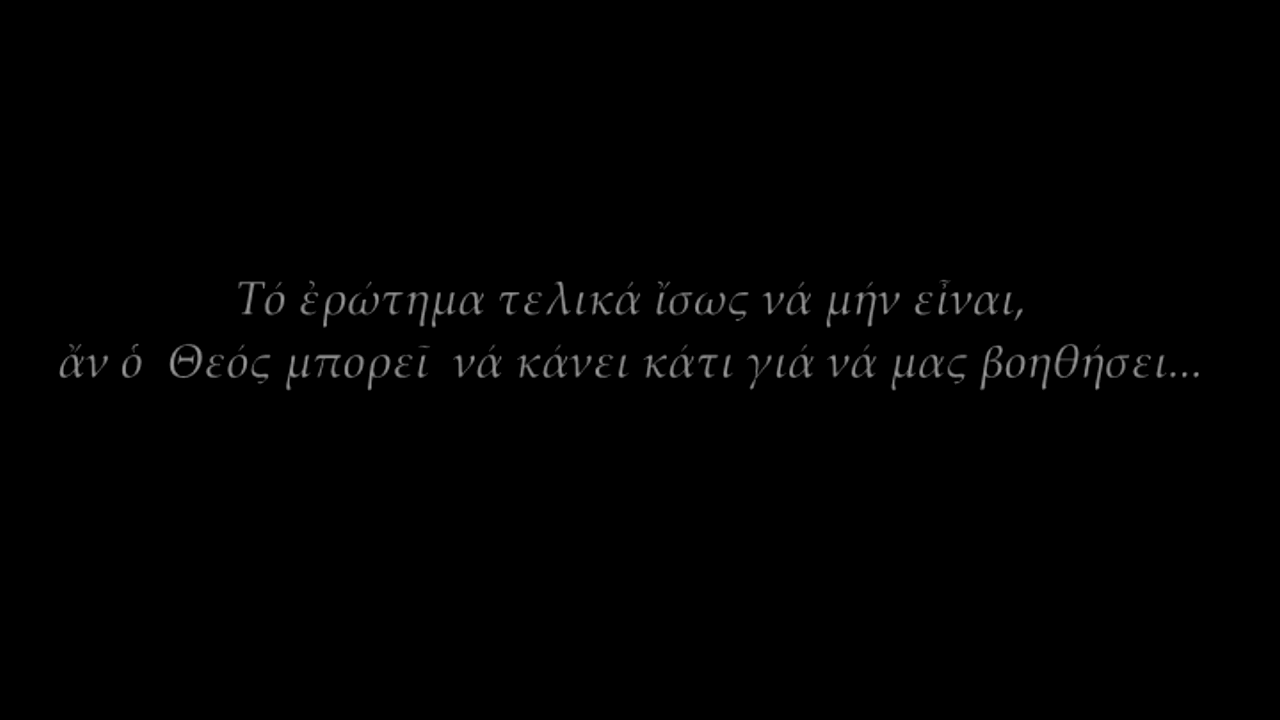 Τό ἐρώτημα τελικά ἴσως νά μήν εἶναι,
ἄν ὁ Θεός μπορεῖ νά κάνει κάτι γιά νά μας βοηθήσει...